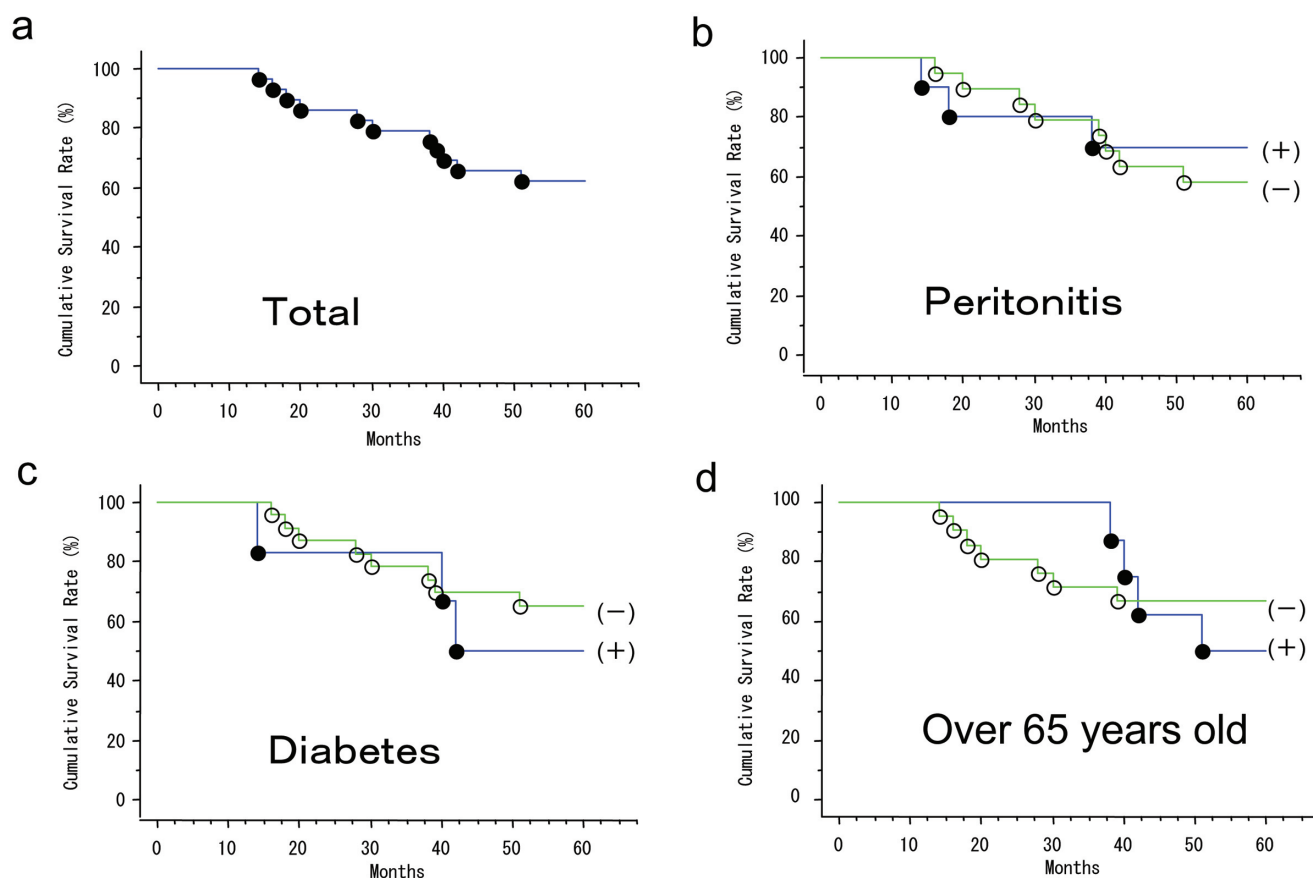 a
Cumulative Survival Rate (%)
100
80
60
40
20
0
Total
0 10 20 30 40 50 60
Months
b
Cumulative Survival Rate (%)
100
80
60
40
20
0
(+)
(−)
Peritonitis
0 10 20 30 40 50 60
Months
c
Cumulative Survival Rate (%)
100
80
60
40
20
0
(−)
(+)
Diabetes
0 10 20 30 40 50 60
Months
d
Cumulative Survival Rate (%)
100
80
60
40
20
0
(−)
(+)
Over 65 years old
0 10 20 30 40 50 60
Months